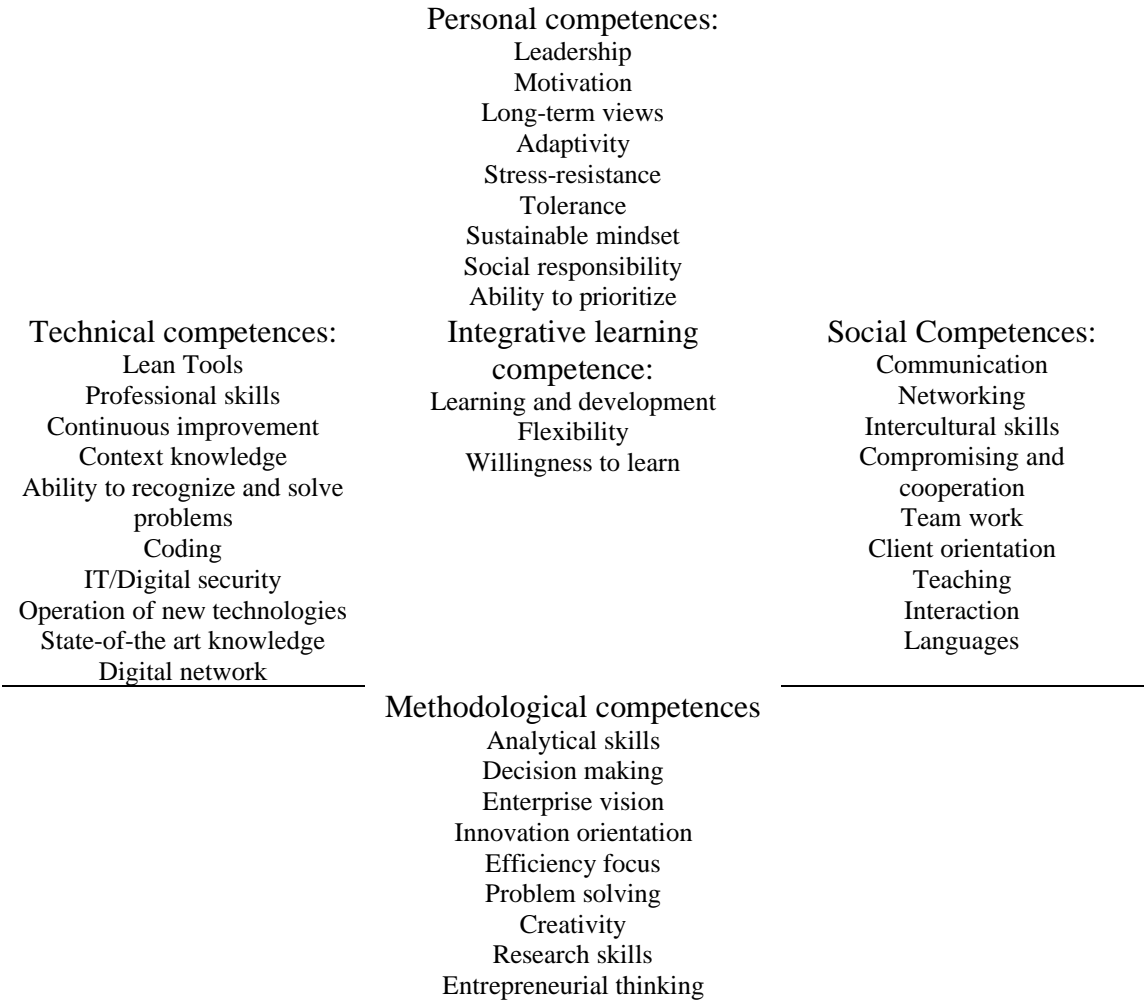 Personal competences:
Leadership
Motivation
Long-term views
Adaptivity
Stress-resistance
Tolerance
Sustainable mindset
Social responsibility
Ability to prioritize
Technical competences:
Lean Tools
Professional skills
Continuous improvement
Context knowledge
Ability to recognize and solve
problems
Coding
IT/Digital security
Operation of new technologies
State-of-the art knowledge
Digital network
Integrative learning
competence:
Learning and development
Flexibility
Willingness to learn
Social Competences:
Communication
Networking
Intercultural skills
Compromising and
cooperation
Team work
Client orientation
Teaching
Interaction
Languages
Methodological competences
Analytical skills
Decision making
Enterprise vision
Innovation orientation
Efficiency focus
Problem solving
Creativity
Research skills
Entrepreneurial thinking